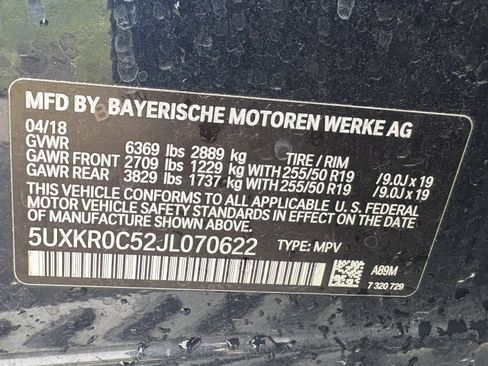 MFD BY BAYERISCHE MOTOREN WERKE AG
04/18
GVWR 6369 lbs 2889 kg TIRE / RIM
GAWR FRONT 2709 lbs 1229 kg WITH 255/50 R19 /9.0J x 19
GAWR REAR 3829 lbs 1737 kg WITH 255/50 R19 /9.0J x 19
THIS VEHICLE CONFORMS TO ALL APPLICABLE U. S. FEDERAL
MOTOR VEHICLE SAFETY STANDARDS IN
EFFECT ON THE DATE OF MANUFACTURE SHOWN ABOVE.
5UXKR0C52JL070622 TYPE: MPV
A89M
7 320 729